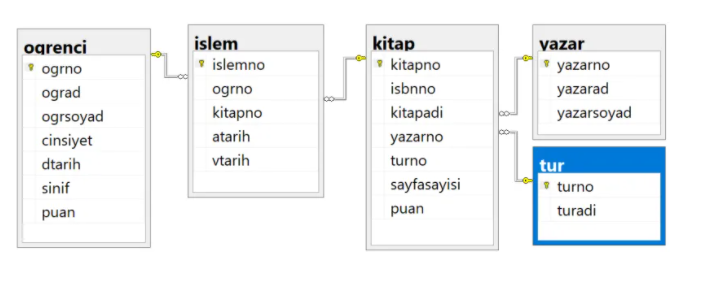 ogrenci
ogrno
ograd
ogrsoyad
cinsiyet
dtarih
sinif
puan
islem
islemno
ogrno
kitapno
atarih
vtarih
kitap
kitapno
isbnno
kitapadi
yazarno
turno
sayfasayisi
puan
yazar
yazarno
yazarad
yazarsoyad
tur
turno
turadi